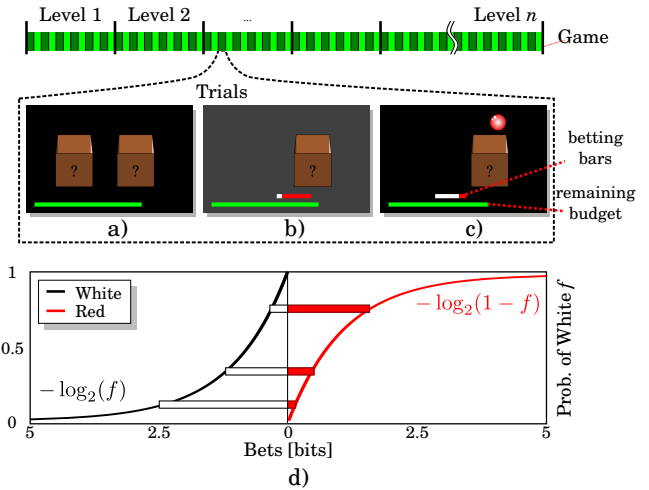 Level 1 Level 2 ... Level n
Game
Trials
? ? ? ?
betting
bars
remaining
budget
a) b) c)
1
White
Red
−log₂(1 − f)
0.5
−log₂(f)
0
5 2.5 0 2.5 5
Bets [bits]
Prob. of White f
d)